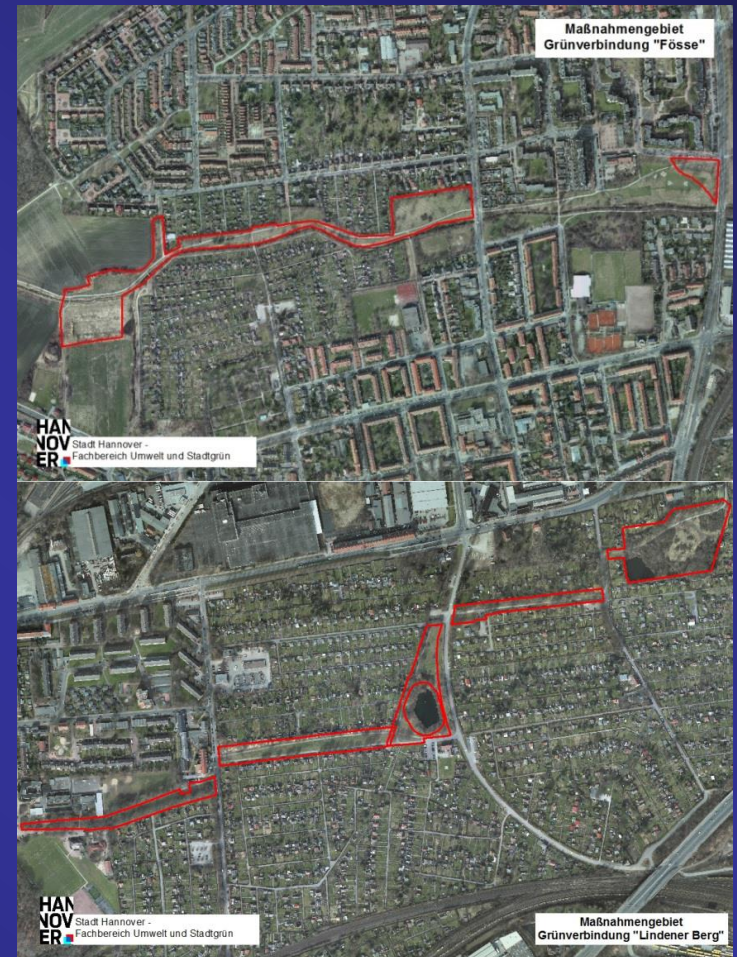 Maßnahmengebiet
Grünverbindung "Fösse"
HAN
NOV
ER
Stadt Hannover -
Fachbereich Umwelt und Stadtgrün
HAN
NOV
ER
Stadt Hannover -
Fachbereich Umwelt und Stadtgrün
Maßnahmengebiet
Grünverbindung "Lindener Berg"